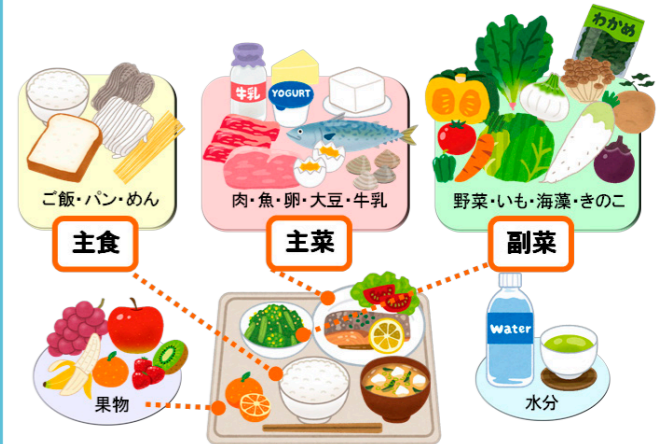 わかめ
牛乳
YOGURT
ご飯・パン・めん
肉・魚・卵・大豆・牛乳
野菜・いも・海藻・きのこ
主食
主菜
副菜
Water
果物
水分